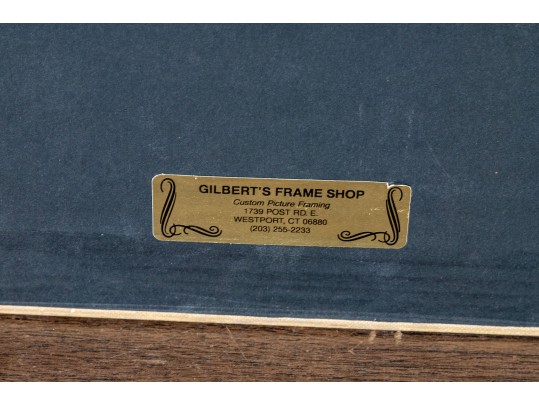 GILBERT'S FRAME SHOP
Custom Picture Framing
1739 POST RD. E.
WESTPORT, CT 06880
(203) 255-2233